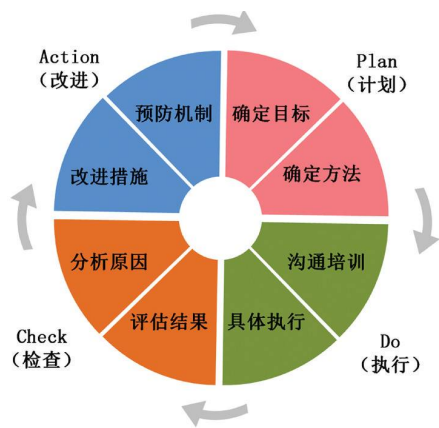 Plan
（计划）
确定目标
确定方法
Do
（执行）
沟通培训
具体执行
Check
（检查）
评估结果
分析原因
Action
（改进）
改进措施
预防机制